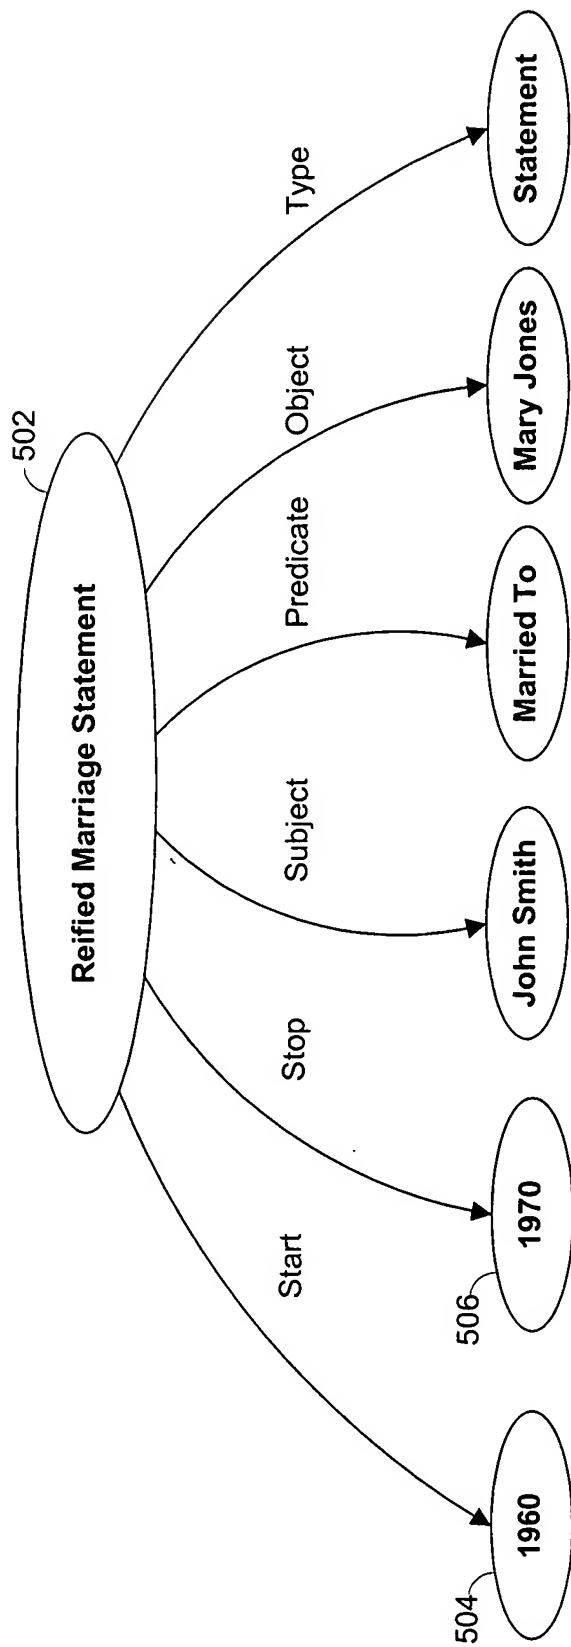 502
Reified Marriage Statement
Start
Stop
Subject
Predicate
Object
Type
504
1960
506
1970
John Smith
Married To
Mary Jones
Statement